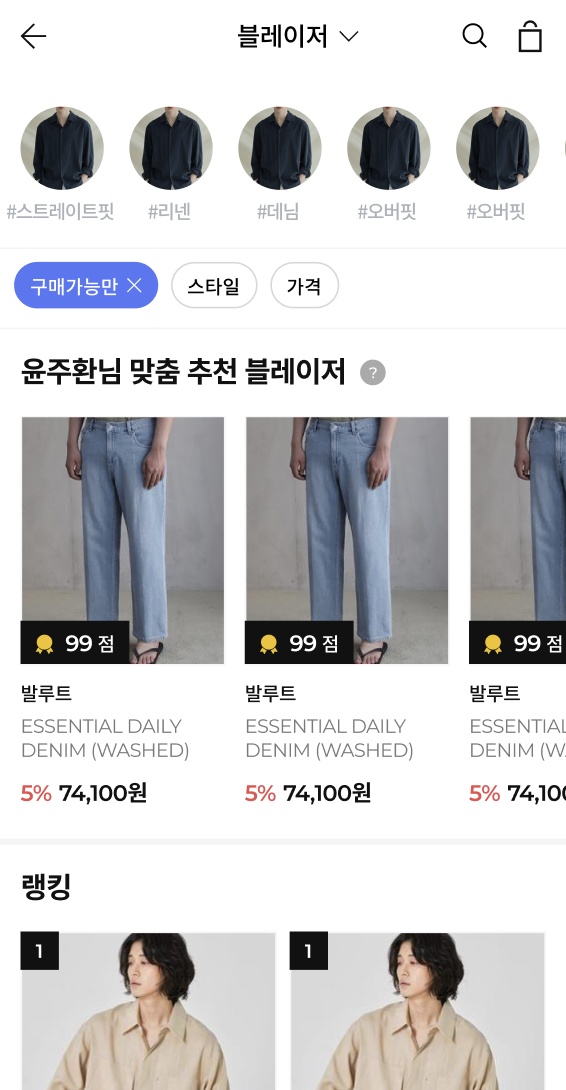 블레이저
#스트레이트핏 #리넨 #데님 #오버핏 #오버핏
구매가능만 스타일 가격
윤주환님 맞춤 추천 블레이저 ?
99 점 99 점 99 점
발루트 발루트 발루트
ESSENTIAL DAILY ESSENTIAL DAILY ESSENTIAL
DENIM (WASHED) DENIM (WASHED) DENIM (W
5% 74,100원 5% 74,100원 5% 74,100
랭킹
1 1